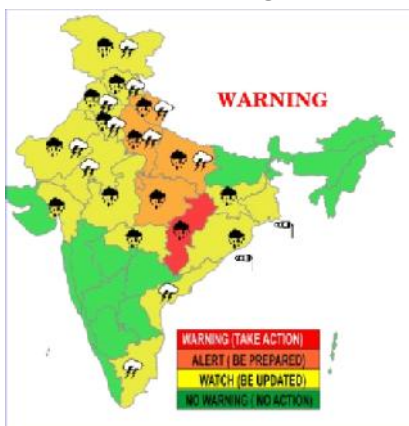 WARNING
WARNING (TAKE ACTION)
ALERT ( BE PREPARED)
WATCH (BE UPDATED)
NO WARNING ( NO ACTION)